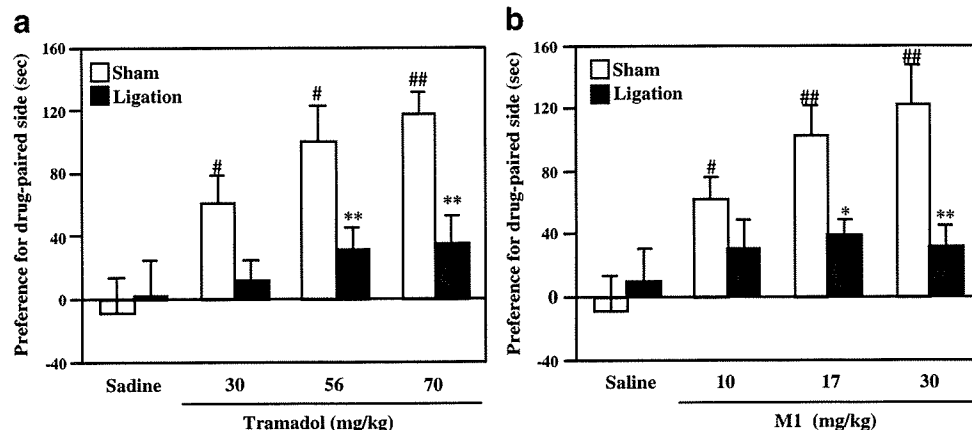 a
Preference for drug-paired side (sec)
160
120
80
40
0
-40
Sham
Ligation
#
#
##
**
**
Sadine 30 56 70
Tramadol (mg/kg)
b
Preference for drug-paired side (sec)
160
120
80
40
0
-40
Sham
Ligation
#
##
##
*
**
Saline 10 17 30
M1 (mg/kg)